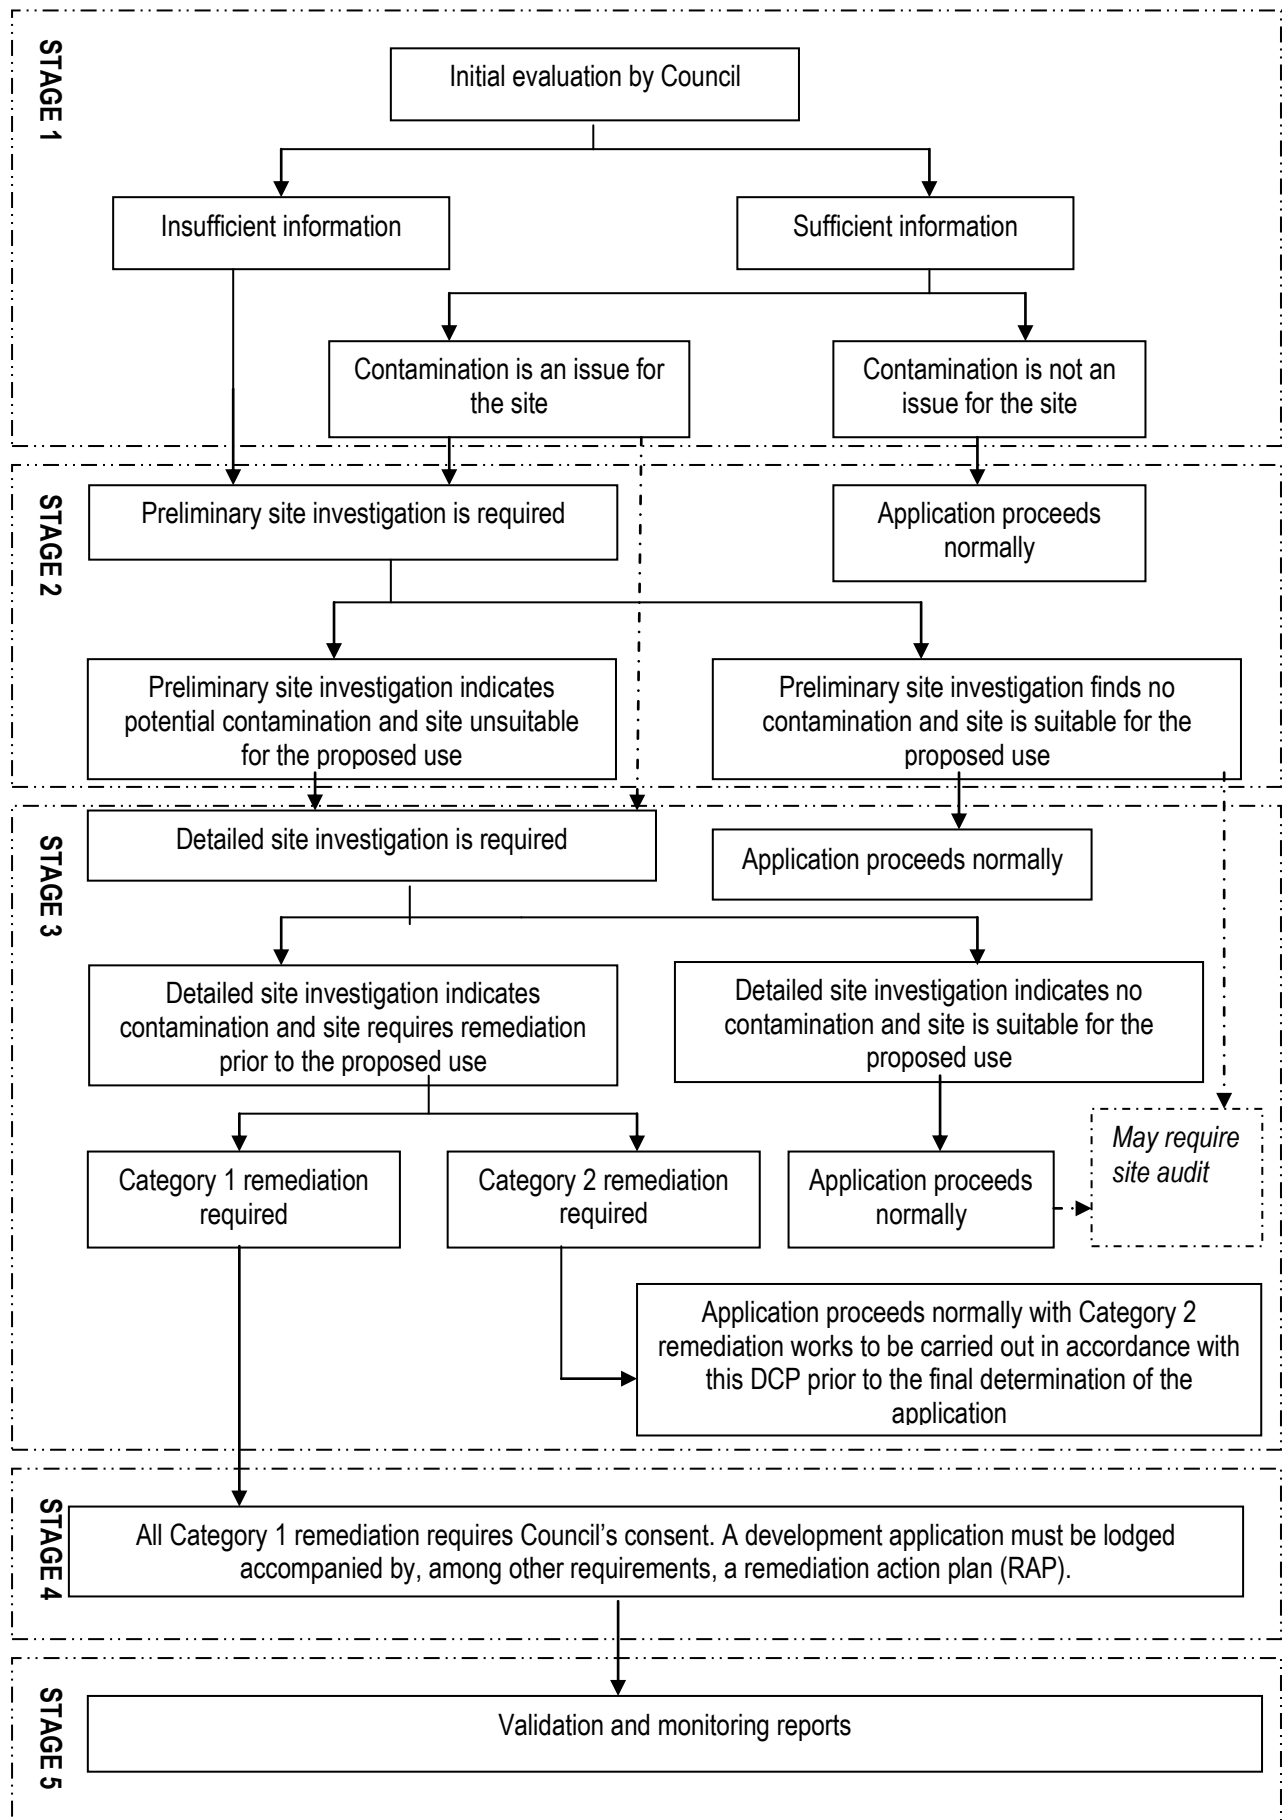 STAGE 1
Initial evaluation by Council
Insufficient information
Sufficient information
Contamination is an issue for
the site
Contamination is not an
issue for the site
STAGE 2
Preliminary site investigation is required
Application proceeds
normally
Preliminary site investigation indicates
potential contamination and site unsuitable
for the proposed use
Preliminary site investigation finds no
contamination and site is suitable for the
proposed use
STAGE 3
Detailed site investigation is required
Application proceeds normally
Detailed site investigation indicates
contamination and site requires remediation
prior to the proposed use
Detailed site investigation indicates no
contamination and site is suitable for the
proposed use
Category 1 remediation
required
Category 2 remediation
required
Application proceeds
normally
May require
site audit
Application proceeds normally with Category 2
remediation works to be carried out in accordance with
this DCP prior to the final determination of the
application
STAGE 4
All Category 1 remediation requires Council’s consent. A development application must be lodged
accompanied by, among other requirements, a remediation action plan (RAP).
STAGE 5
Validation and monitoring reports